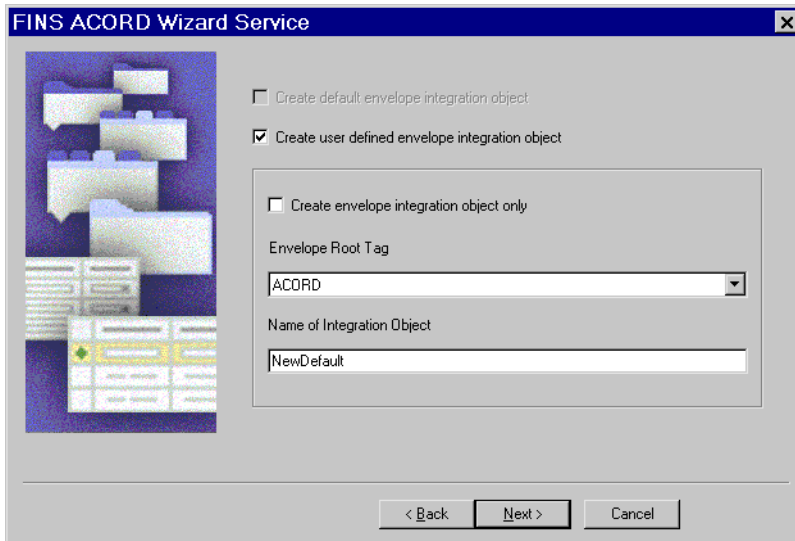 FINS ACORD Wizard Service
Create default envelope integration object
Create user defined envelope integration object
Create envelope integration object only
Envelope Root Tag
ACORD
Name of Integration Object
NewDefault
< Back
Next >
Cancel